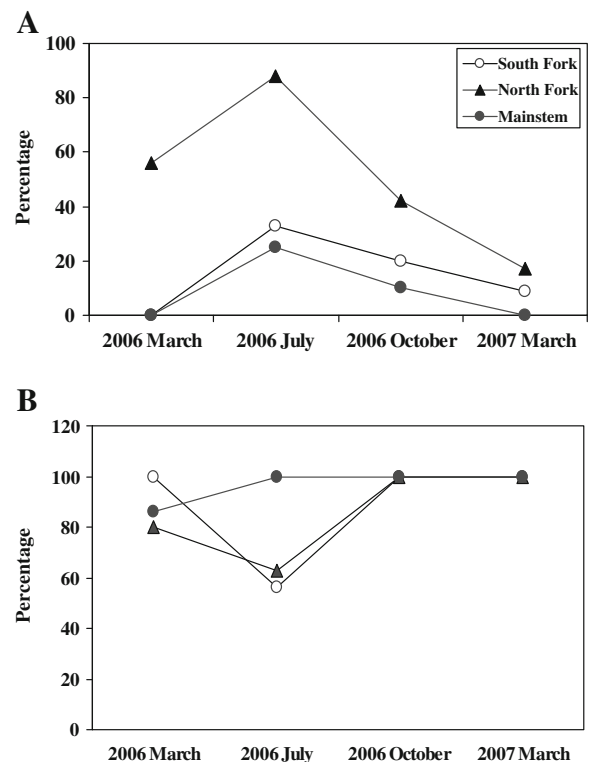 A
100
80
60
40
20
0
Percentage
South Fork
North Fork
Mainstem
2006 March 2006 July 2006 October 2007 March
B
120
100
80
60
40
20
0
Percentage
2006 March 2006 July 2006 October 2007 March